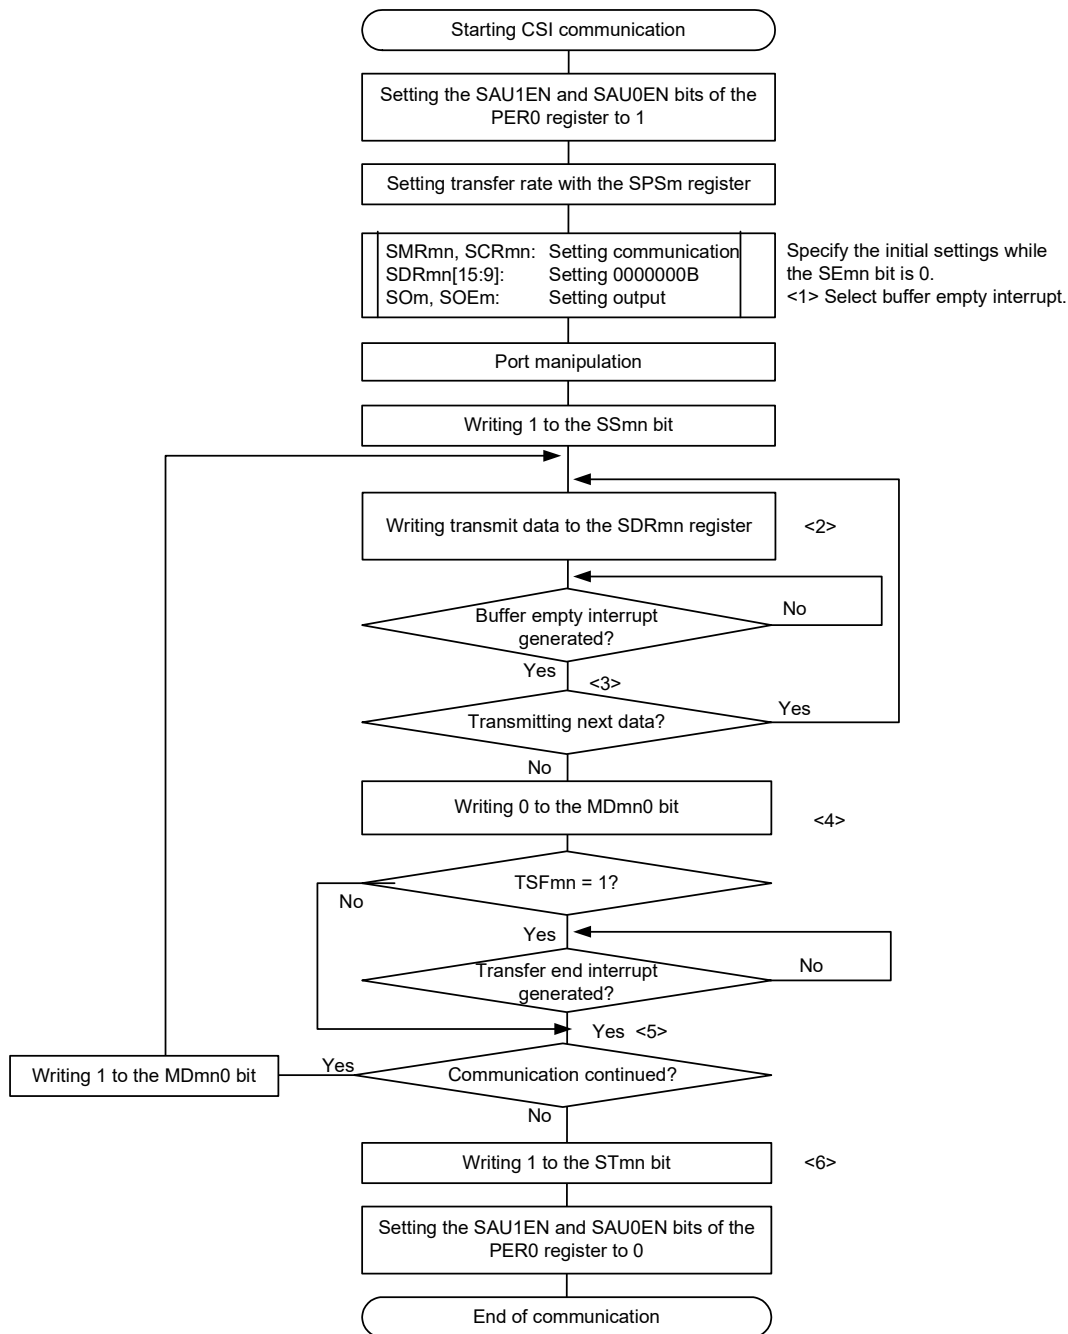 Starting CSI communication
Setting the SAU1EN and SAU0EN bits of the
PER0 register to 1
Setting transfer rate with the SPSm register
SMRmn, SCRmn: Setting communication
SDRmn[15:9]: Setting 0000000B
SOm, SOEm: Setting output
Specify the initial settings while
the SEmn bit is 0.
<1> Select buffer empty interrupt.
Port manipulation
Writing 1 to the SSmn bit
Writing transmit data to the SDRmn register
<2>
Buffer empty interrupt
generated?
No
Yes
<3>
Transmitting next data?
Yes
No
Writing 0 to the MDmn0 bit
<4>
TSFmn = 1?
No
Yes
Transfer end interrupt
generated?
No
Yes <5>
Communication continued?
Yes
Writing 1 to the MDmn0 bit
No
Writing 1 to the STmn bit
<6>
Setting the SAU1EN and SAU0EN bits of the
PER0 register to 0
End of communication